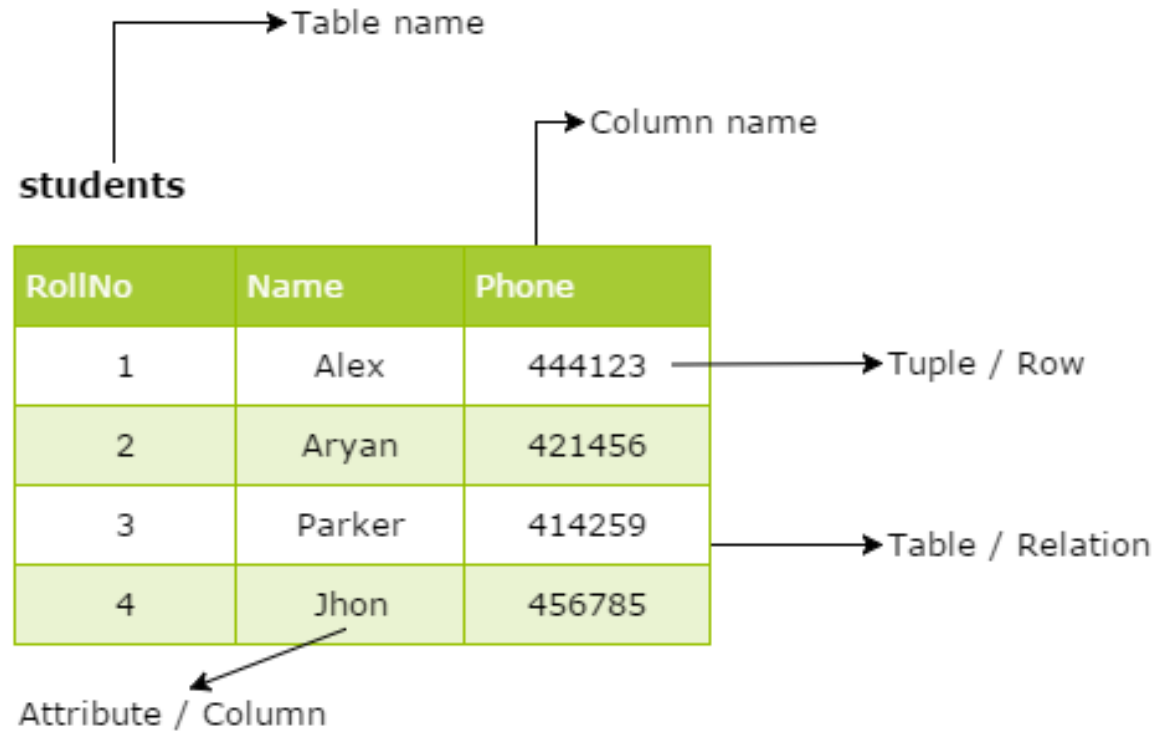 Table name
Column name
students
RollNo Name Phone
1 Alex 444123 Tuple / Row
2 Aryan 421456
3 Parker 414259
Table / Relation
4 Jhon 456785
Attribute / Column